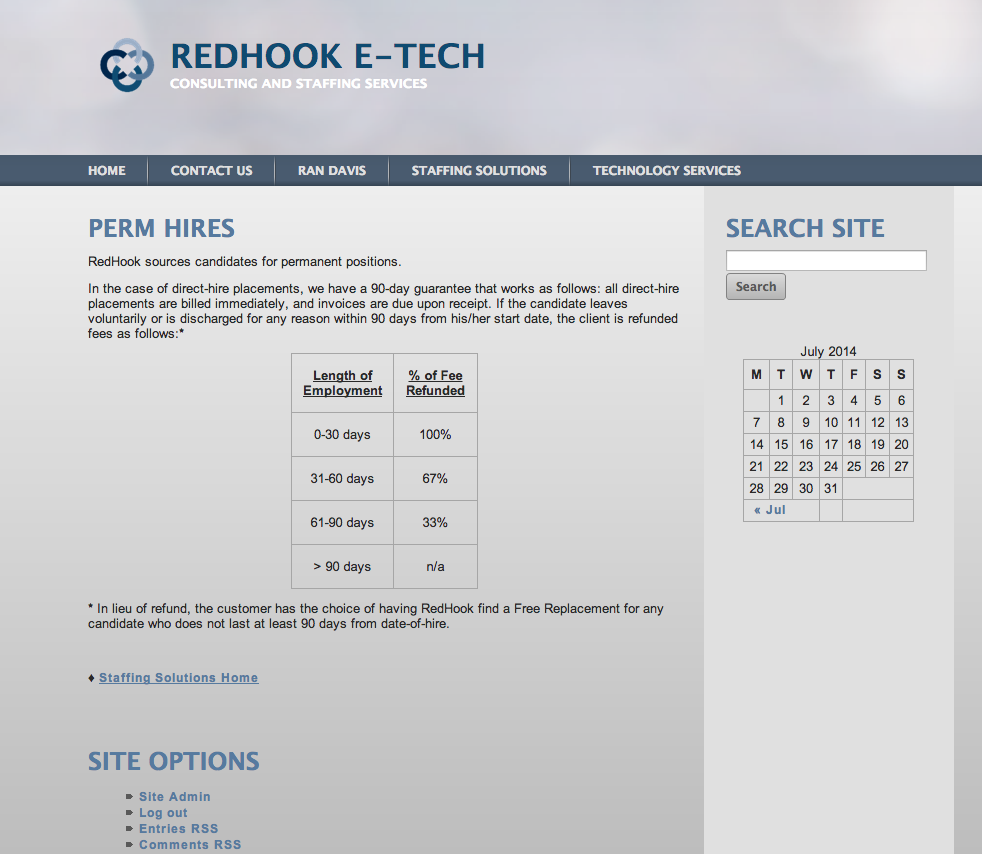 REDHOOK E-TECH
CONSULTING AND STAFFING SERVICES
HOME CONTACT US RAN DAVIS STAFFING SOLUTIONS TECHNOLOGY SERVICES
PERM HIRES
RedHook sources candidates for permanent positions.
In the case of direct-hire placements, we have a 90-day guarantee that works as follows: all direct-hire
placements are billed immediately, and invoices are due upon receipt. If the candidate leaves
voluntarily or is discharged for any reason within 90 days from his/her start date, the client is refunded
fees as follows:*
Length of Employment % of Fee Refunded
0-30 days 100%
31-60 days 67%
61-90 days 33%
> 90 days n/a
* In lieu of refund, the customer has the choice of having RedHook find a Free Replacement for any
candidate who does not last at least 90 days from date-of-hire.
♦ Staffing Solutions Home
SITE OPTIONS
Site Admin
Log out
Entries RSS
Comments RSS
SEARCH SITE
Search
July 2014
M T W T F S S
1 2 3 4 5 6
7 8 9 10 11 12 13
14 15 16 17 18 19 20
21 22 23 24 25 26 27
28 29 30 31
« Jul